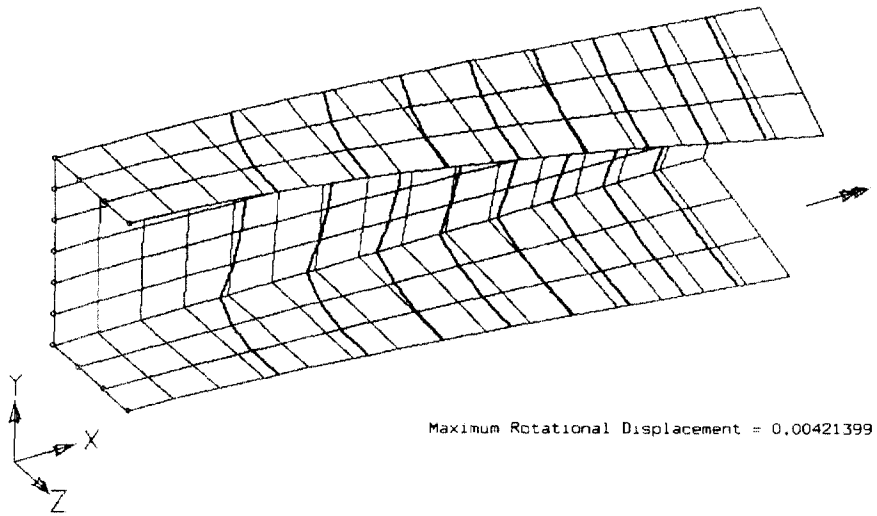 Y
X
Z
Maximum Rotational Displacement = 0.00421399